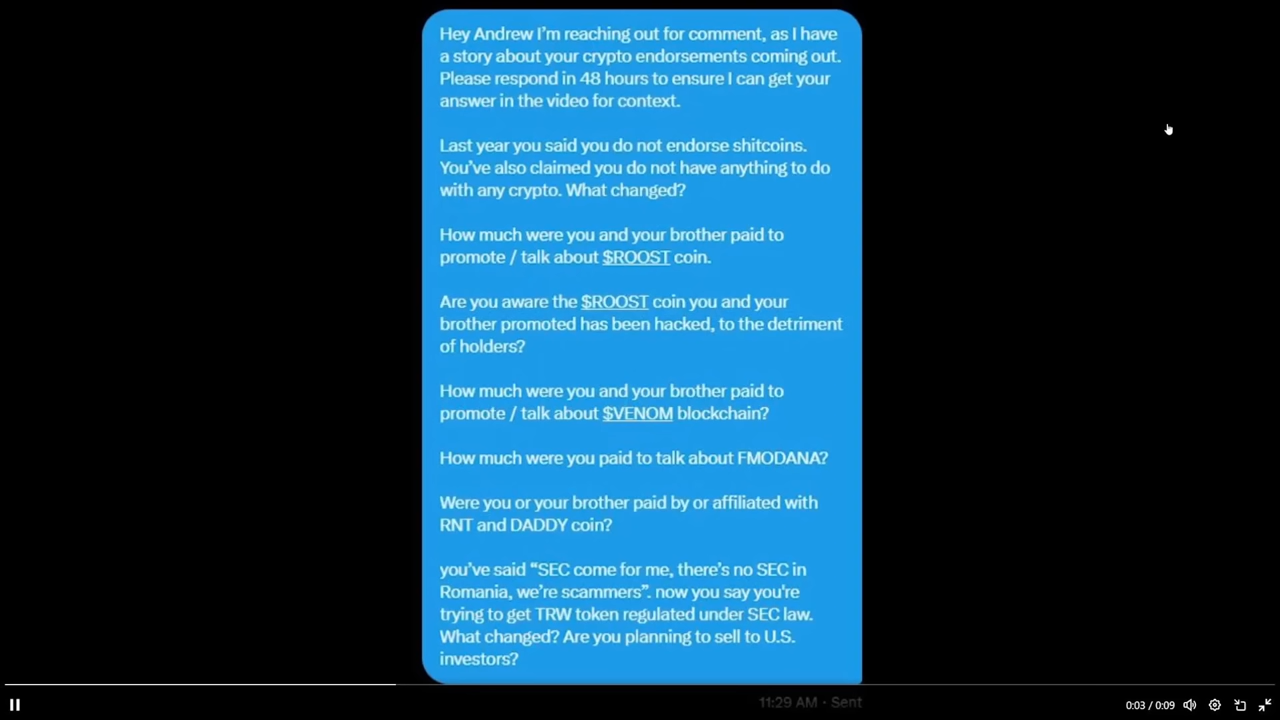 Hey Andrew I'm reaching out for comment, as I have
a story about your crypto endorsements coming out.
Please respond in 48 hours to ensure I can get your
answer in the video for context.
Last year you said you do not endorse shitcoins.
You've also claimed you do not have anything to do
with any crypto. What changed?
How much were you and your brother paid to
promote / talk about $ROOST coin.
Are you aware the $ROOST coin you and your
brother promoted has been hacked, to the detriment
of holders?
How much were you and your brother paid to
promote / talk about $VENOM blockchain?
How much were you paid to talk about FMODANA?
Were you or your brother paid by or affiliated with
RNT and DADDY coin?
you've said “SEC come for me, there's no SEC in
Romania, we're scammers”. now you say you're
trying to get TRW token regulated under SEC law.
What changed? Are you planning to sell to U.S.
investors?
11:29 AM · Sent
0:03 / 0:09